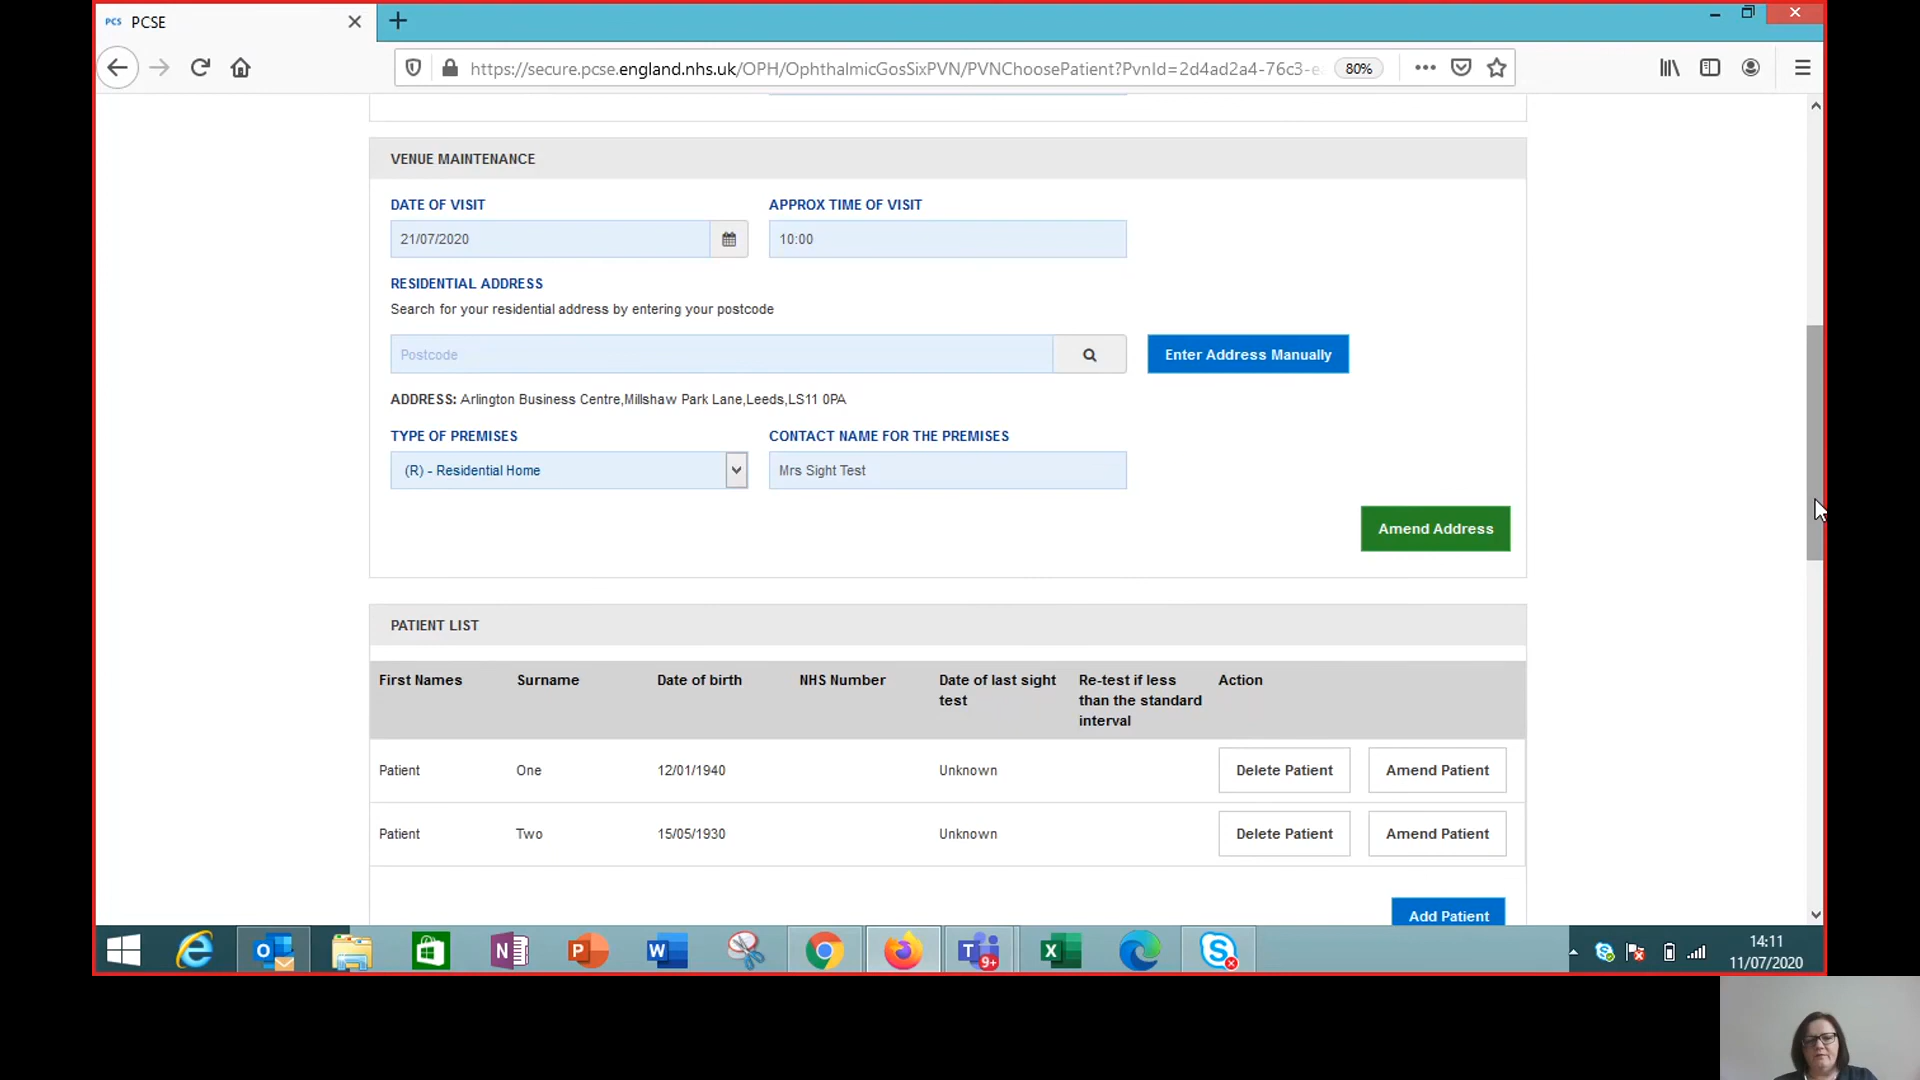 PCS PCSE
https://secure.pcse.england.nhs.uk/OPH/OphthalmicGosSixPVN/PVNChoosePatient?PvnId=2d4ad2a4-76c3-e
80%
VENUE MAINTENANCE
DATE OF VISIT
APPROX TIME OF VISIT
21/07/2020
10:00
RESIDENTIAL ADDRESS
Search for your residential address by entering your postcode
Postcode
Enter Address Manually
ADDRESS: Arlington Business Centre,Millshaw Park Lane,Leeds,LS11 0PA
TYPE OF PREMISES
CONTACT NAME FOR THE PREMISES
(R) - Residential Home
Mrs Sight Test
Amend Address
PATIENT LIST
First Names Surname Date of birth NHS Number Date of last sight Re-test if less Action
test than the standard
interval
Patient One 12/01/1940 Unknown Delete Patient Amend Patient
Patient Two 15/05/1930 Unknown Delete Patient Amend Patient
Add Patient
9+
14:11
11/07/2020